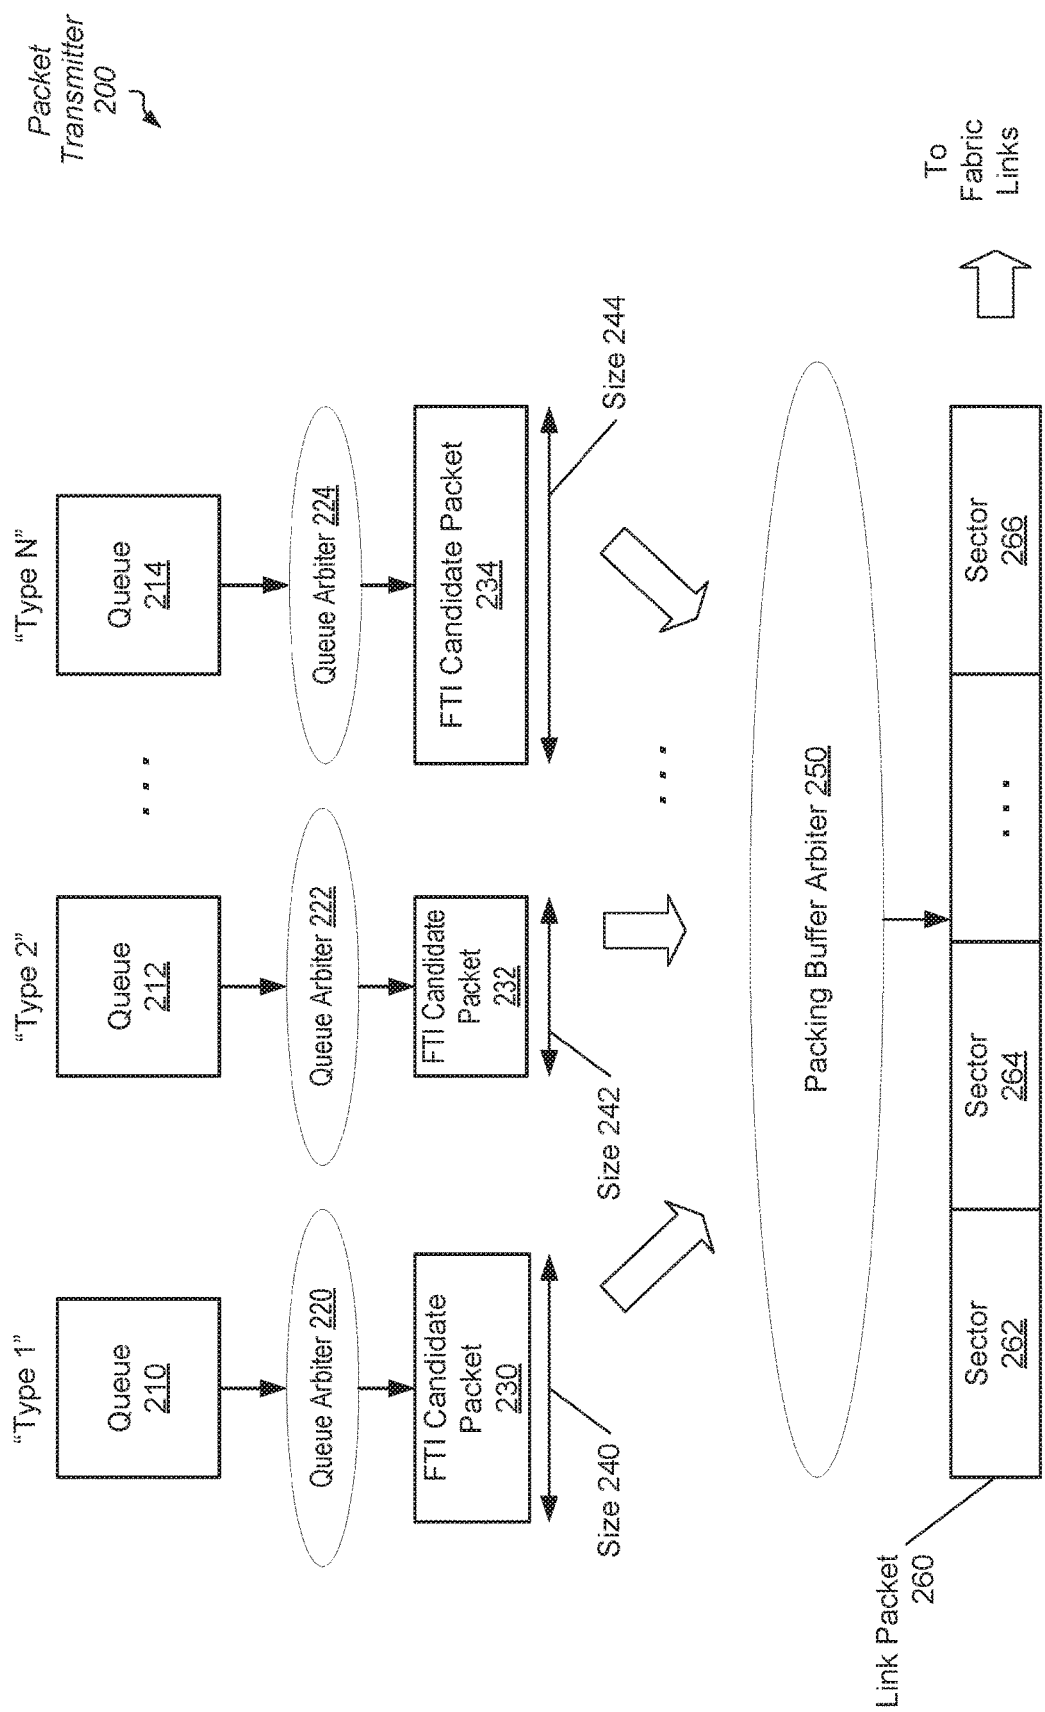 Packet
Transmitter
200
“Type 1”
“Type 2”
“Type N”
Queue
210
Queue
212
. . .
Queue
214
Queue Arbiter 220
Queue Arbiter 222
Queue Arbiter 224
FTI Candidate
Packet
230
FTI Candidate
Packet
232
FTI Candidate Packet
234
Size 240
Size 242
Size 244
. . .
Packing Buffer Arbiter 250
Link Packet
260
Sector
262
Sector
264
. . .
Sector
266
To
Fabric
Links